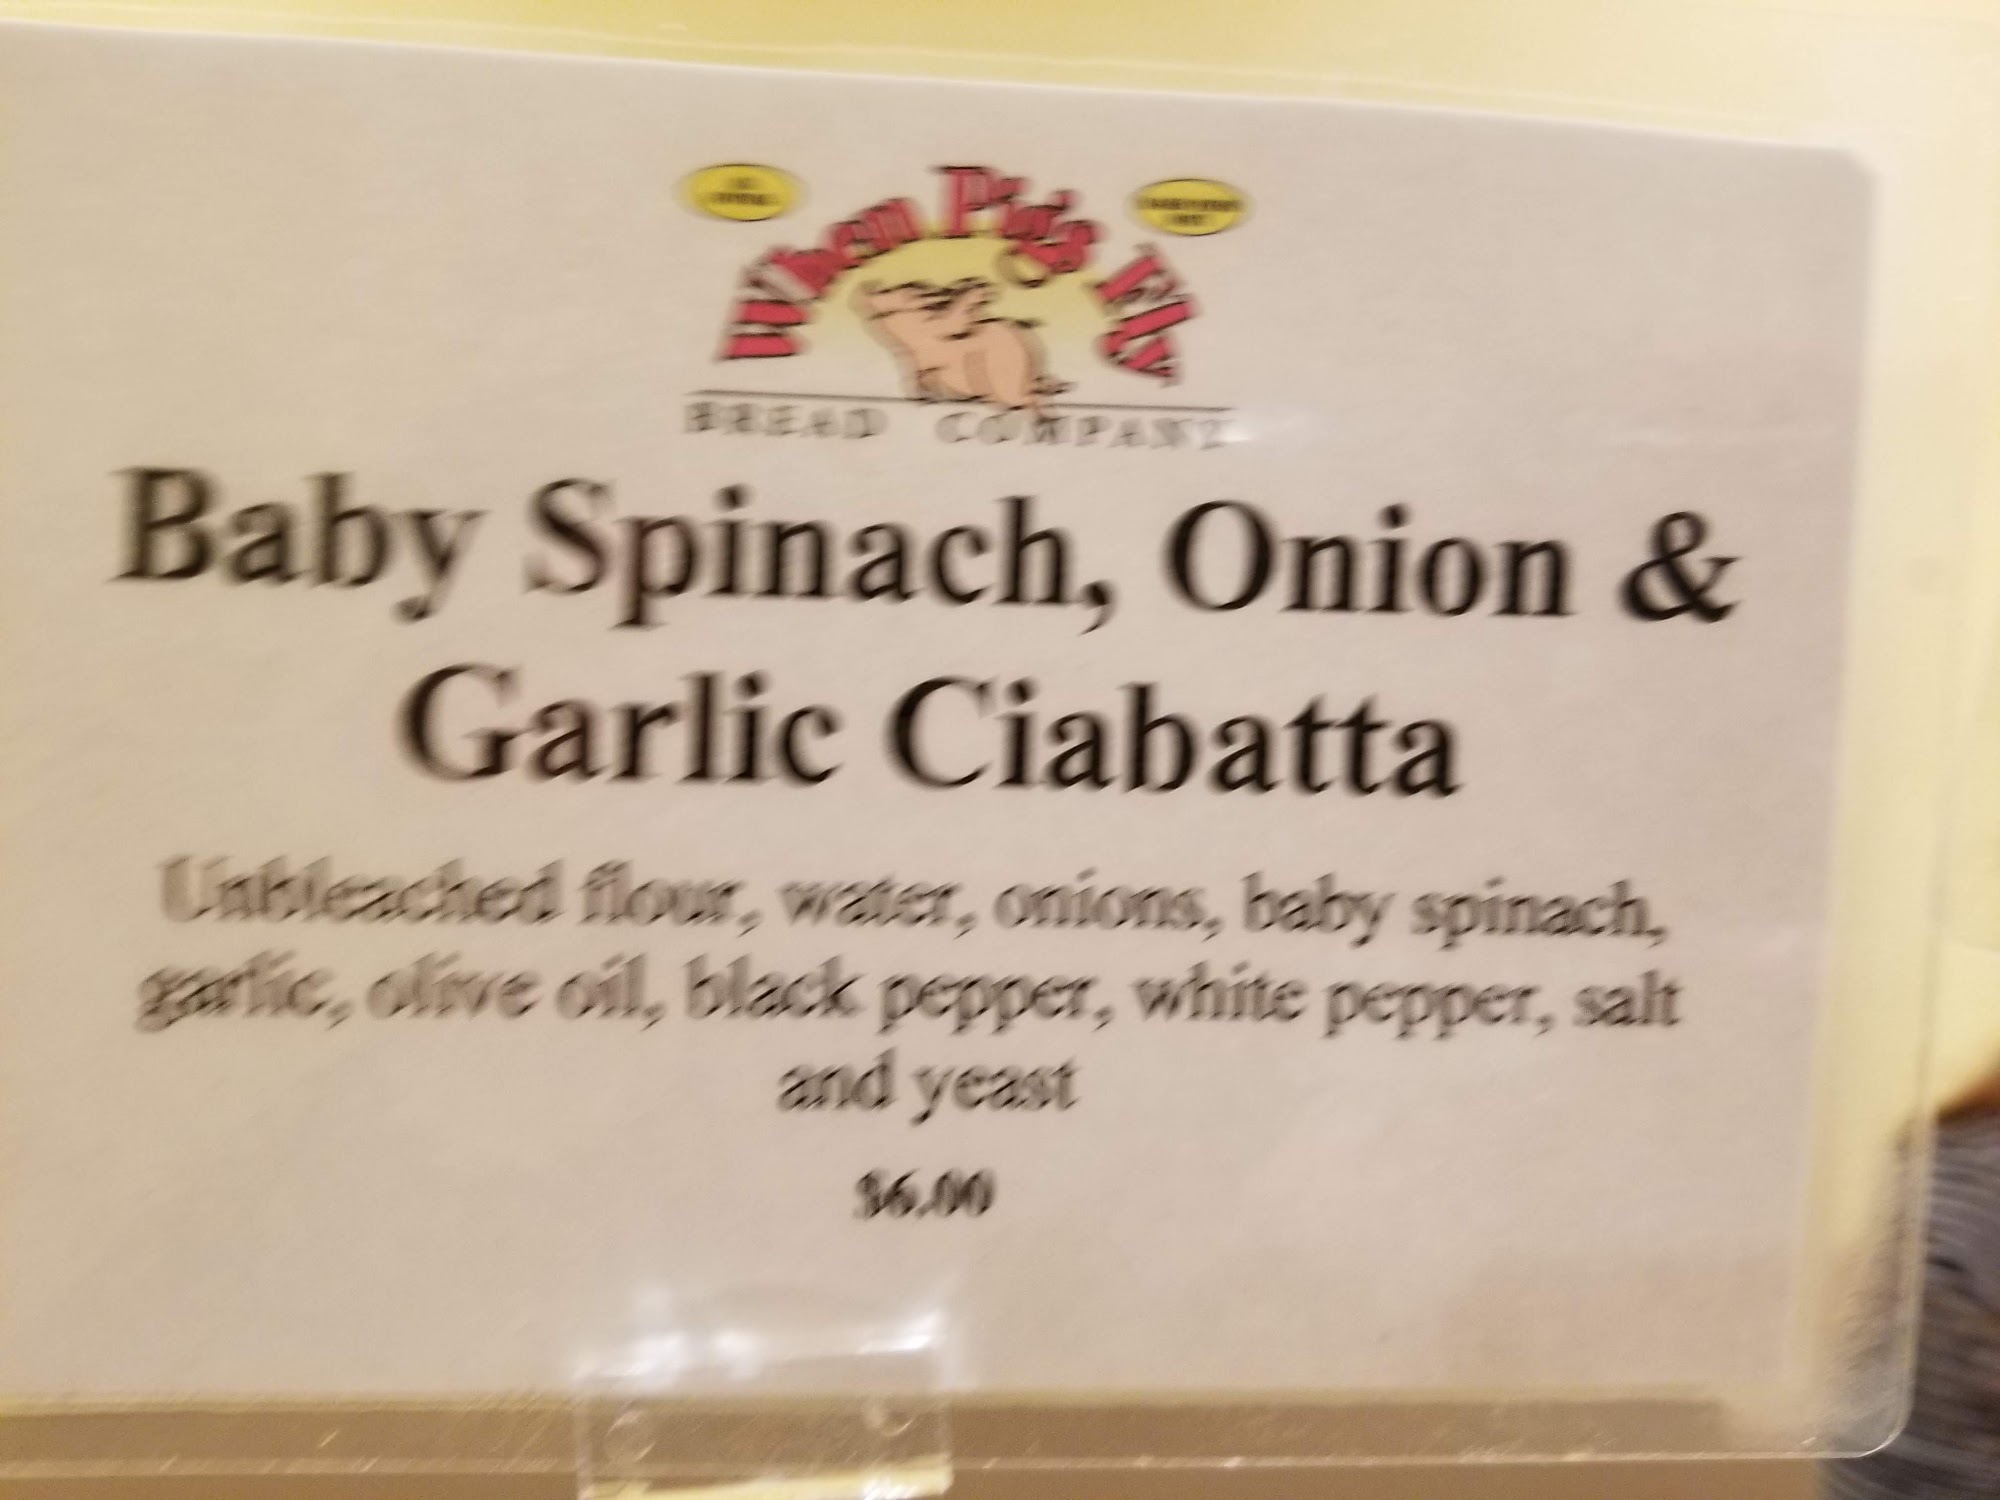 When Pigs Fly
BREAD COMPANY
Baby Spinach, Onion &
Garlic Ciabatta
Unbleached flour, water, onions, baby spinach,
garlic, olive oil, black pepper, white pepper, salt
and yeast
$6.00